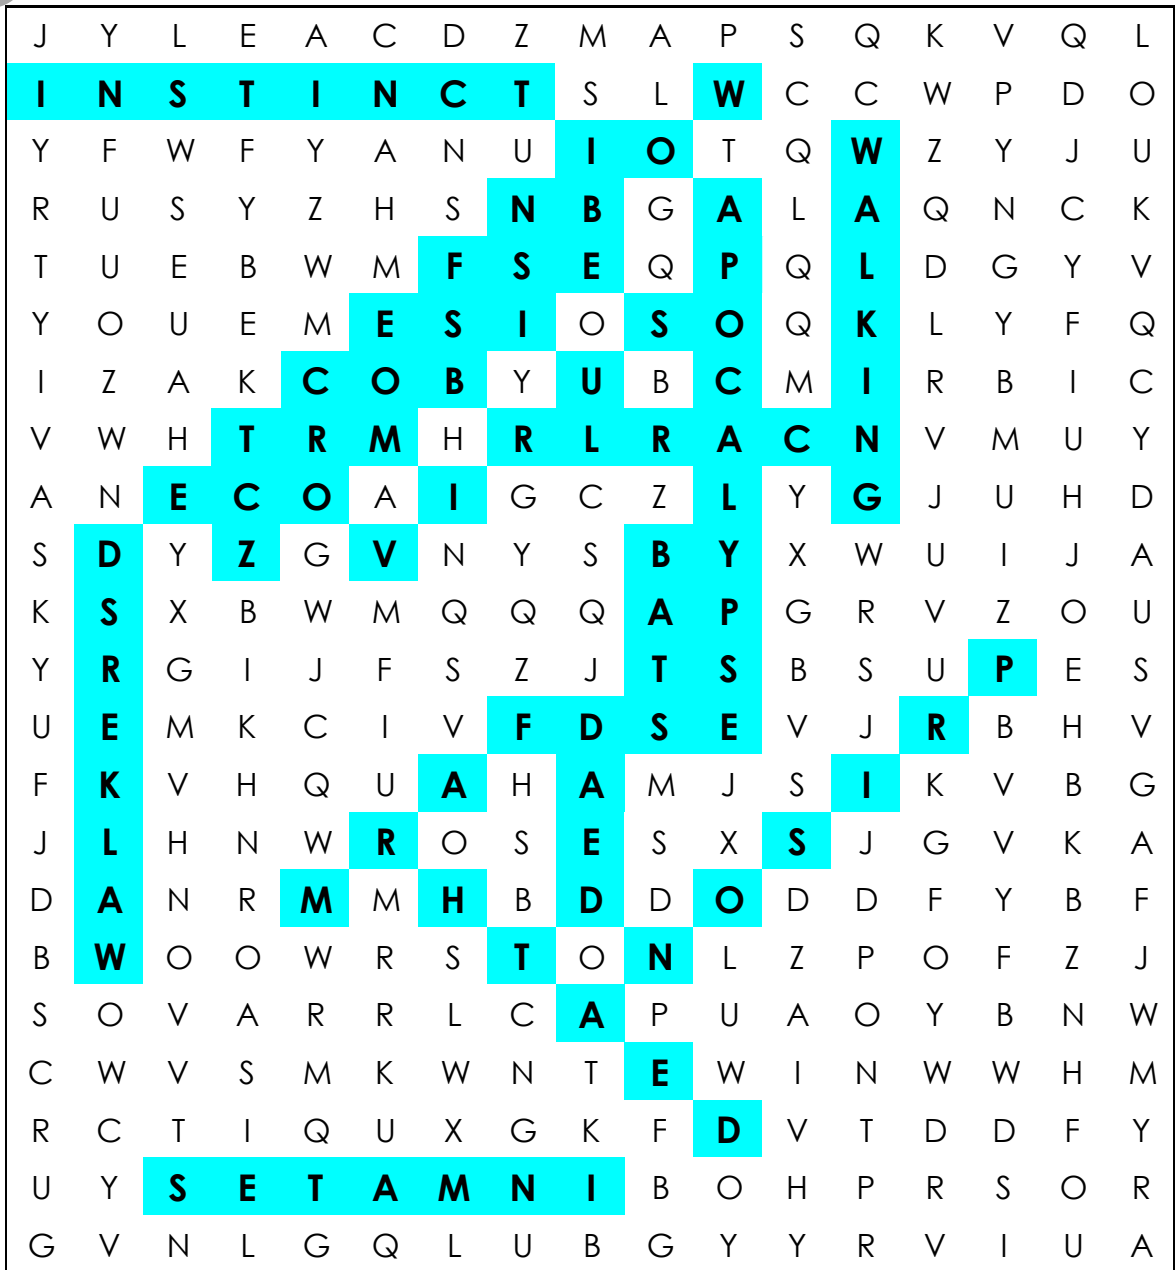 J Y L E A C D Z M A P S Q K V Q L
I N S T I N C T S L W C C W P D O
Y F W F Y A N U I O T Q W Z Y J U
R U S Y Z H S N B G A L A Q N C K
T U E B W M F S E Q P Q L D G Y V
Y O U E M E S I O S O Q K L Y F Q
I Z A K C O B Y U B C M I R B I C
V W H T R M H R L R A C N V M U Y
A N E C O A I G C Z L Y G J U H D
S D Y Z G V N Y S B Y X W U I J A
K S X B W M Q Q Q A P G R V Z O U
Y R G I J F S Z J T S B S U P E S
U E M K C I V F D S E V J R B H V
F K V H Q U A H A M J S I K V B G
J L H N W R O S E S X S J G V K A
D A N R M M H B D D O D D F Y B F
B W O O W R S T O N L Z P O F Z J
S O V A R R L C A P U A O Y B N W
C W V S M K W N T E W I N W W H M
R C T I Q U X G K F D V T D D F Y
U Y S E T A M N I B O H P R S O R
G V N L G Q L U B G Y Y R V I U A